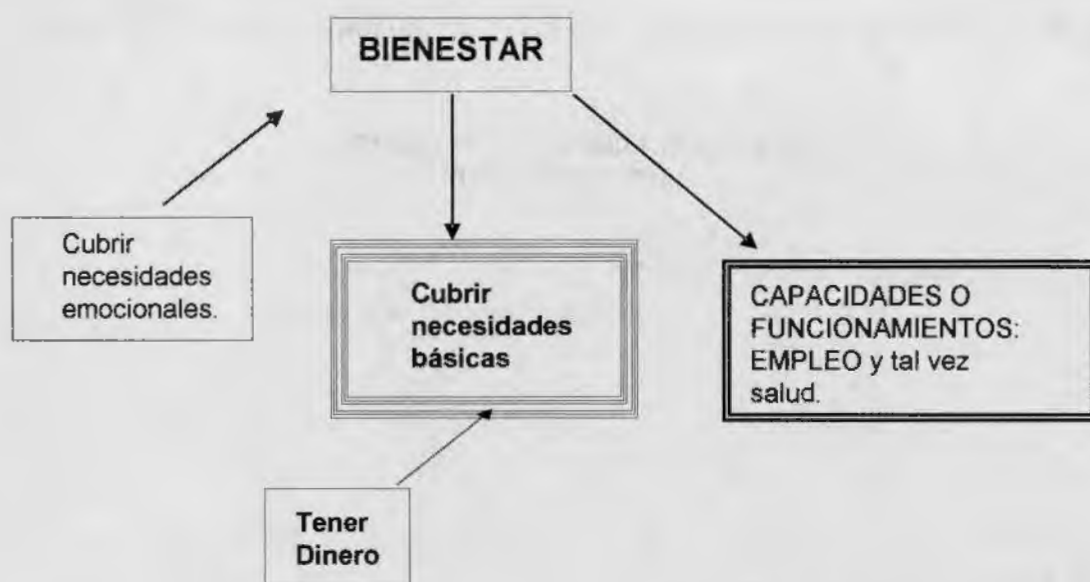 BIENESTAR
Cubrir
necesidades
emocionales.
Cubrir
necesidades
básicas
CAPACIDADES O
FUNCIONAMIENTOS:
EMPLEO y tal vez
salud.
Tener
Dinero